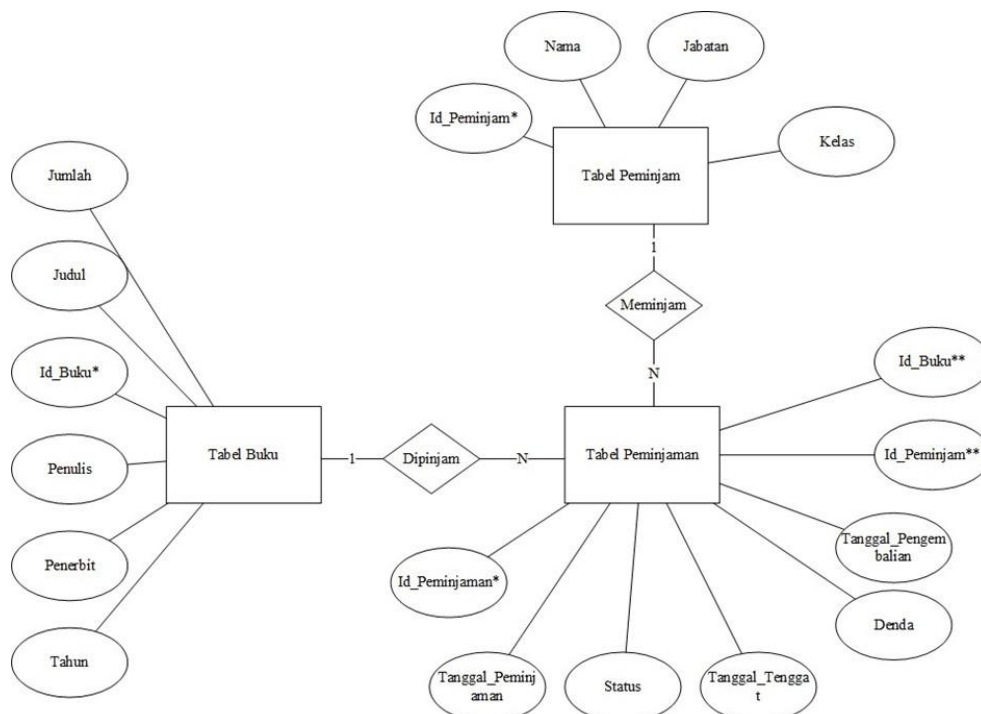 Nama
Jabatan
Id_Peminjam*
Kelas
Tabel Peminjam
Jumlah
1
Judul
Meminjam
Id_Buku**
Id_Buku*
N
Tabel Buku
1
Dipinjam
N
Tabel Peminjaman
Id_Peminjam**
Penulis
Tanggal_Pengem
balian
Penerbit
Id_Peminjaman*
Denda
Tahun
Tanggal_Peminj
aman
Status
Tanggal_Tengga
t